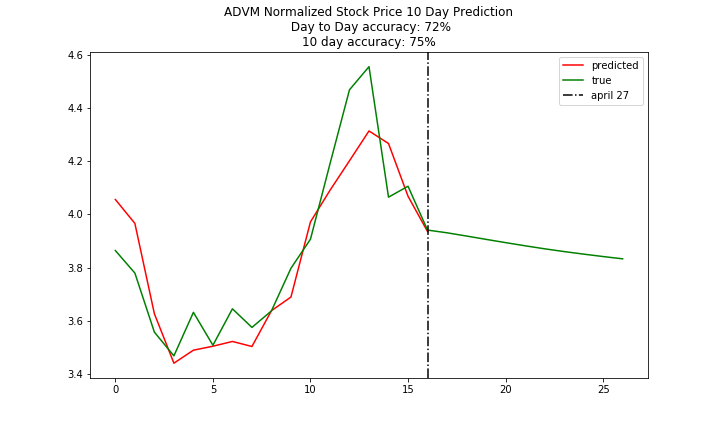 ADVM Normalized Stock Price 10 Day Prediction
Day to Day accuracy: 72%
10 day accuracy: 75%
4.6
4.4
4.2
4.0
3.8
3.6
3.4
0
5
10
15
20
25
predicted
true
april 27